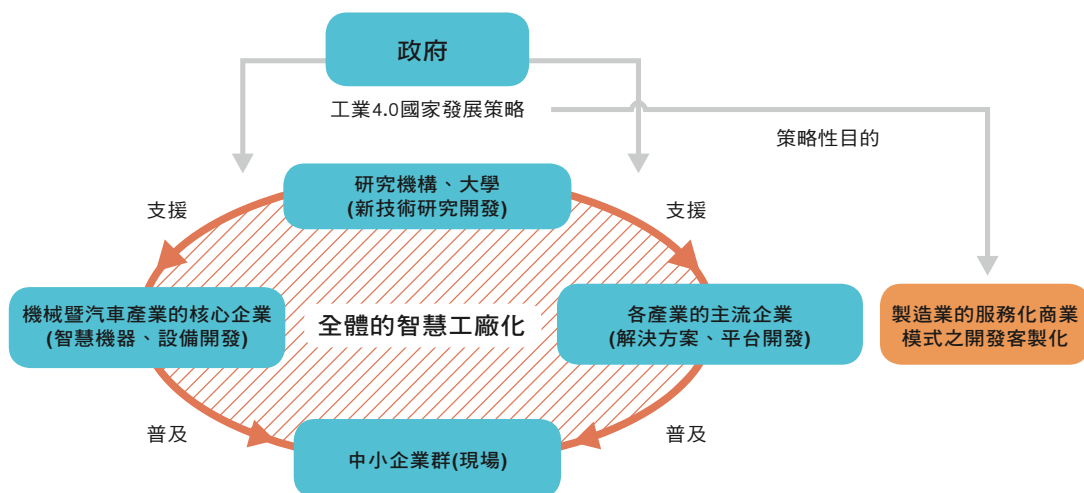 政府
工業4.0國家發展策略
策略性目的
研究機構、大學
(新技術研究開發)
支援
支援
機械暨汽車產業的核心企業
(智慧機器、設備開發)
全體的智慧工廠化
各產業的主流企業
(解決方案、平台開發)
製造業的服務化商業
模式之開發客製化
普及
普及
中小企業群(現場)